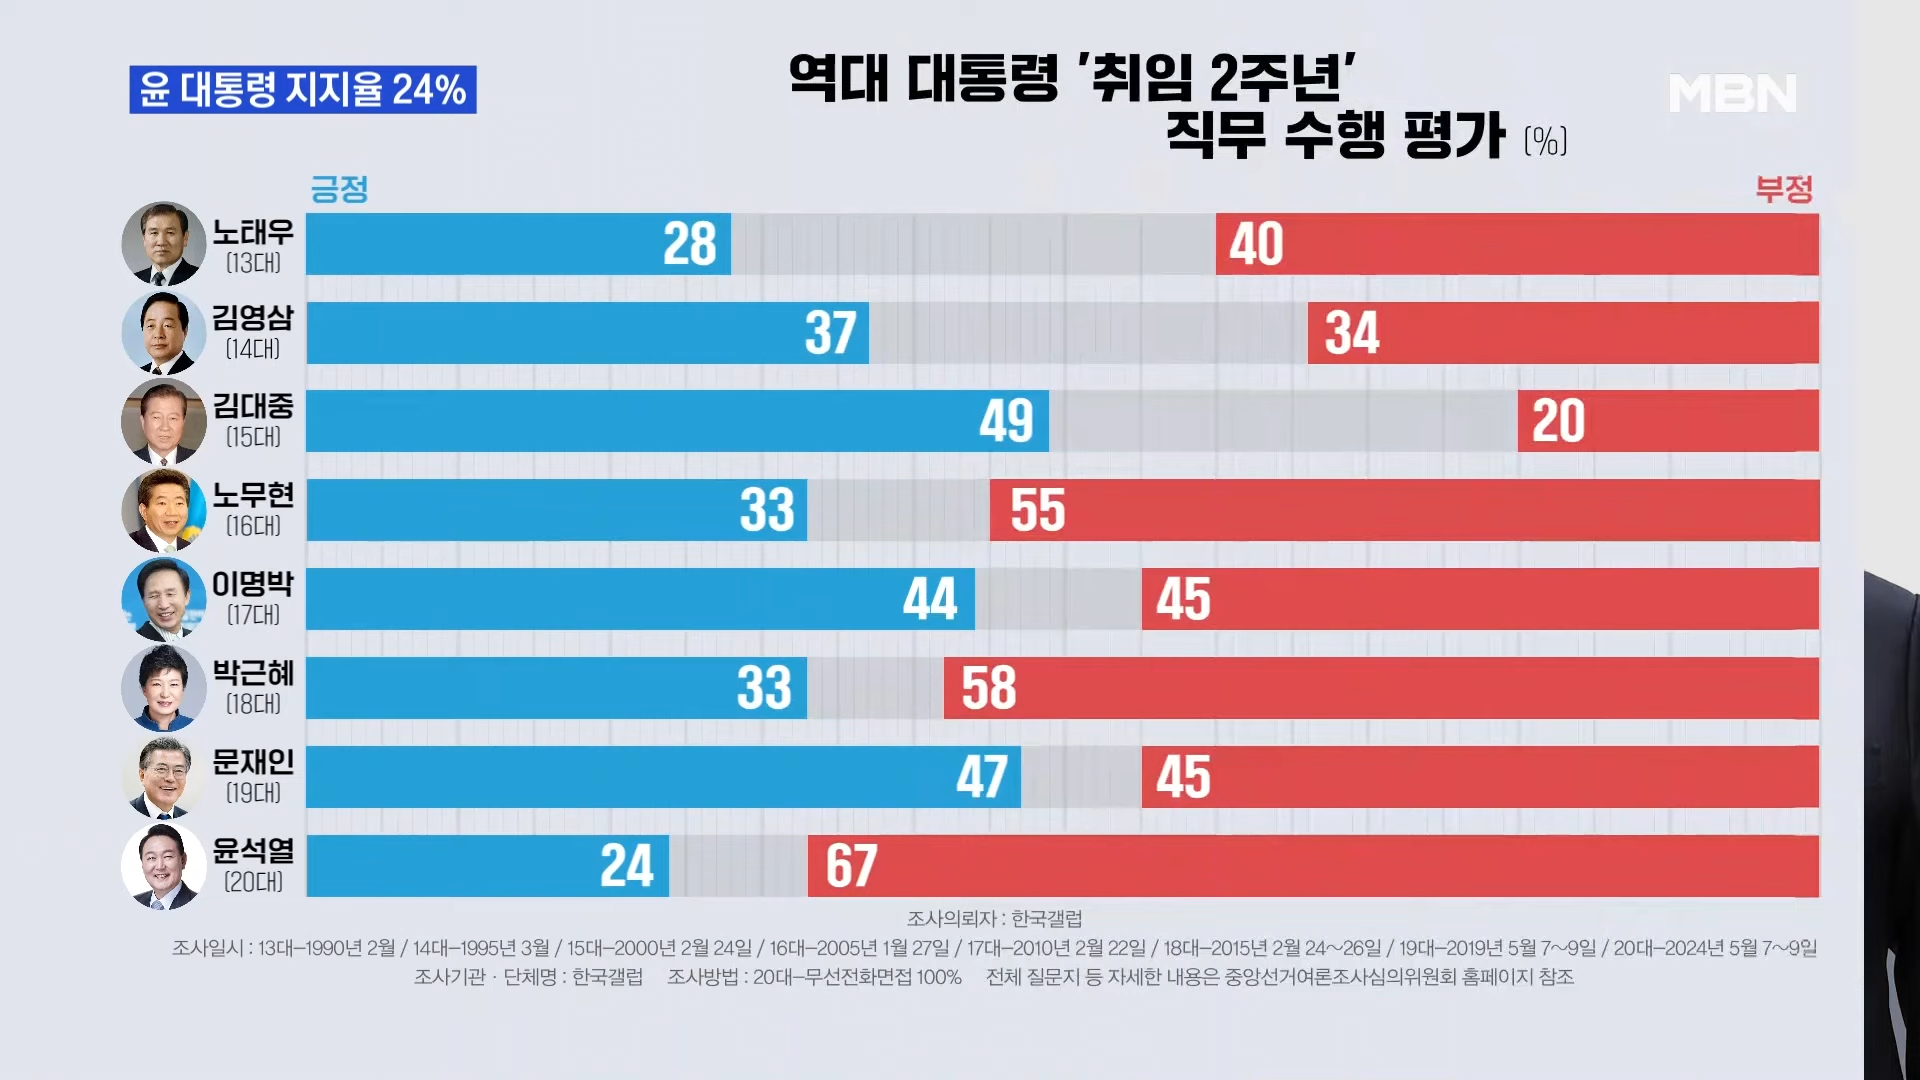 윤 대통령 지지율 24%
역대 대통령 '취임 2주년'
직무 수행 평가 (%)
MBN
긍정
부정
노태우
(13대)
28
40
김영삼
(14대)
37
34
김대중
(15대)
49
20
노무현
(16대)
33
55
이명박
(17대)
44
45
박근혜
(18대)
33
58
문재인
(19대)
47
45
윤석열
(20대)
24
67
조사의뢰자 : 한국갤럽
조사일시 : 13대–1990년 2월 / 14대–1995년 3월 / 15대–2000년 2월 24일 / 16대–2005년 1월 27일 / 17대–2010년 2월 22일 / 18대–2015년 2월 24~26일 / 19대–2019년 5월 7~9일 / 20대–2024년 5월 7~9일
조사기관 · 단체명 : 한국갤럽 조사방법 : 20대–무선전화면접 100% 전체 질문지 등 자세한 내용은 중앙선거여론조사심의위원회 홈페이지 참조